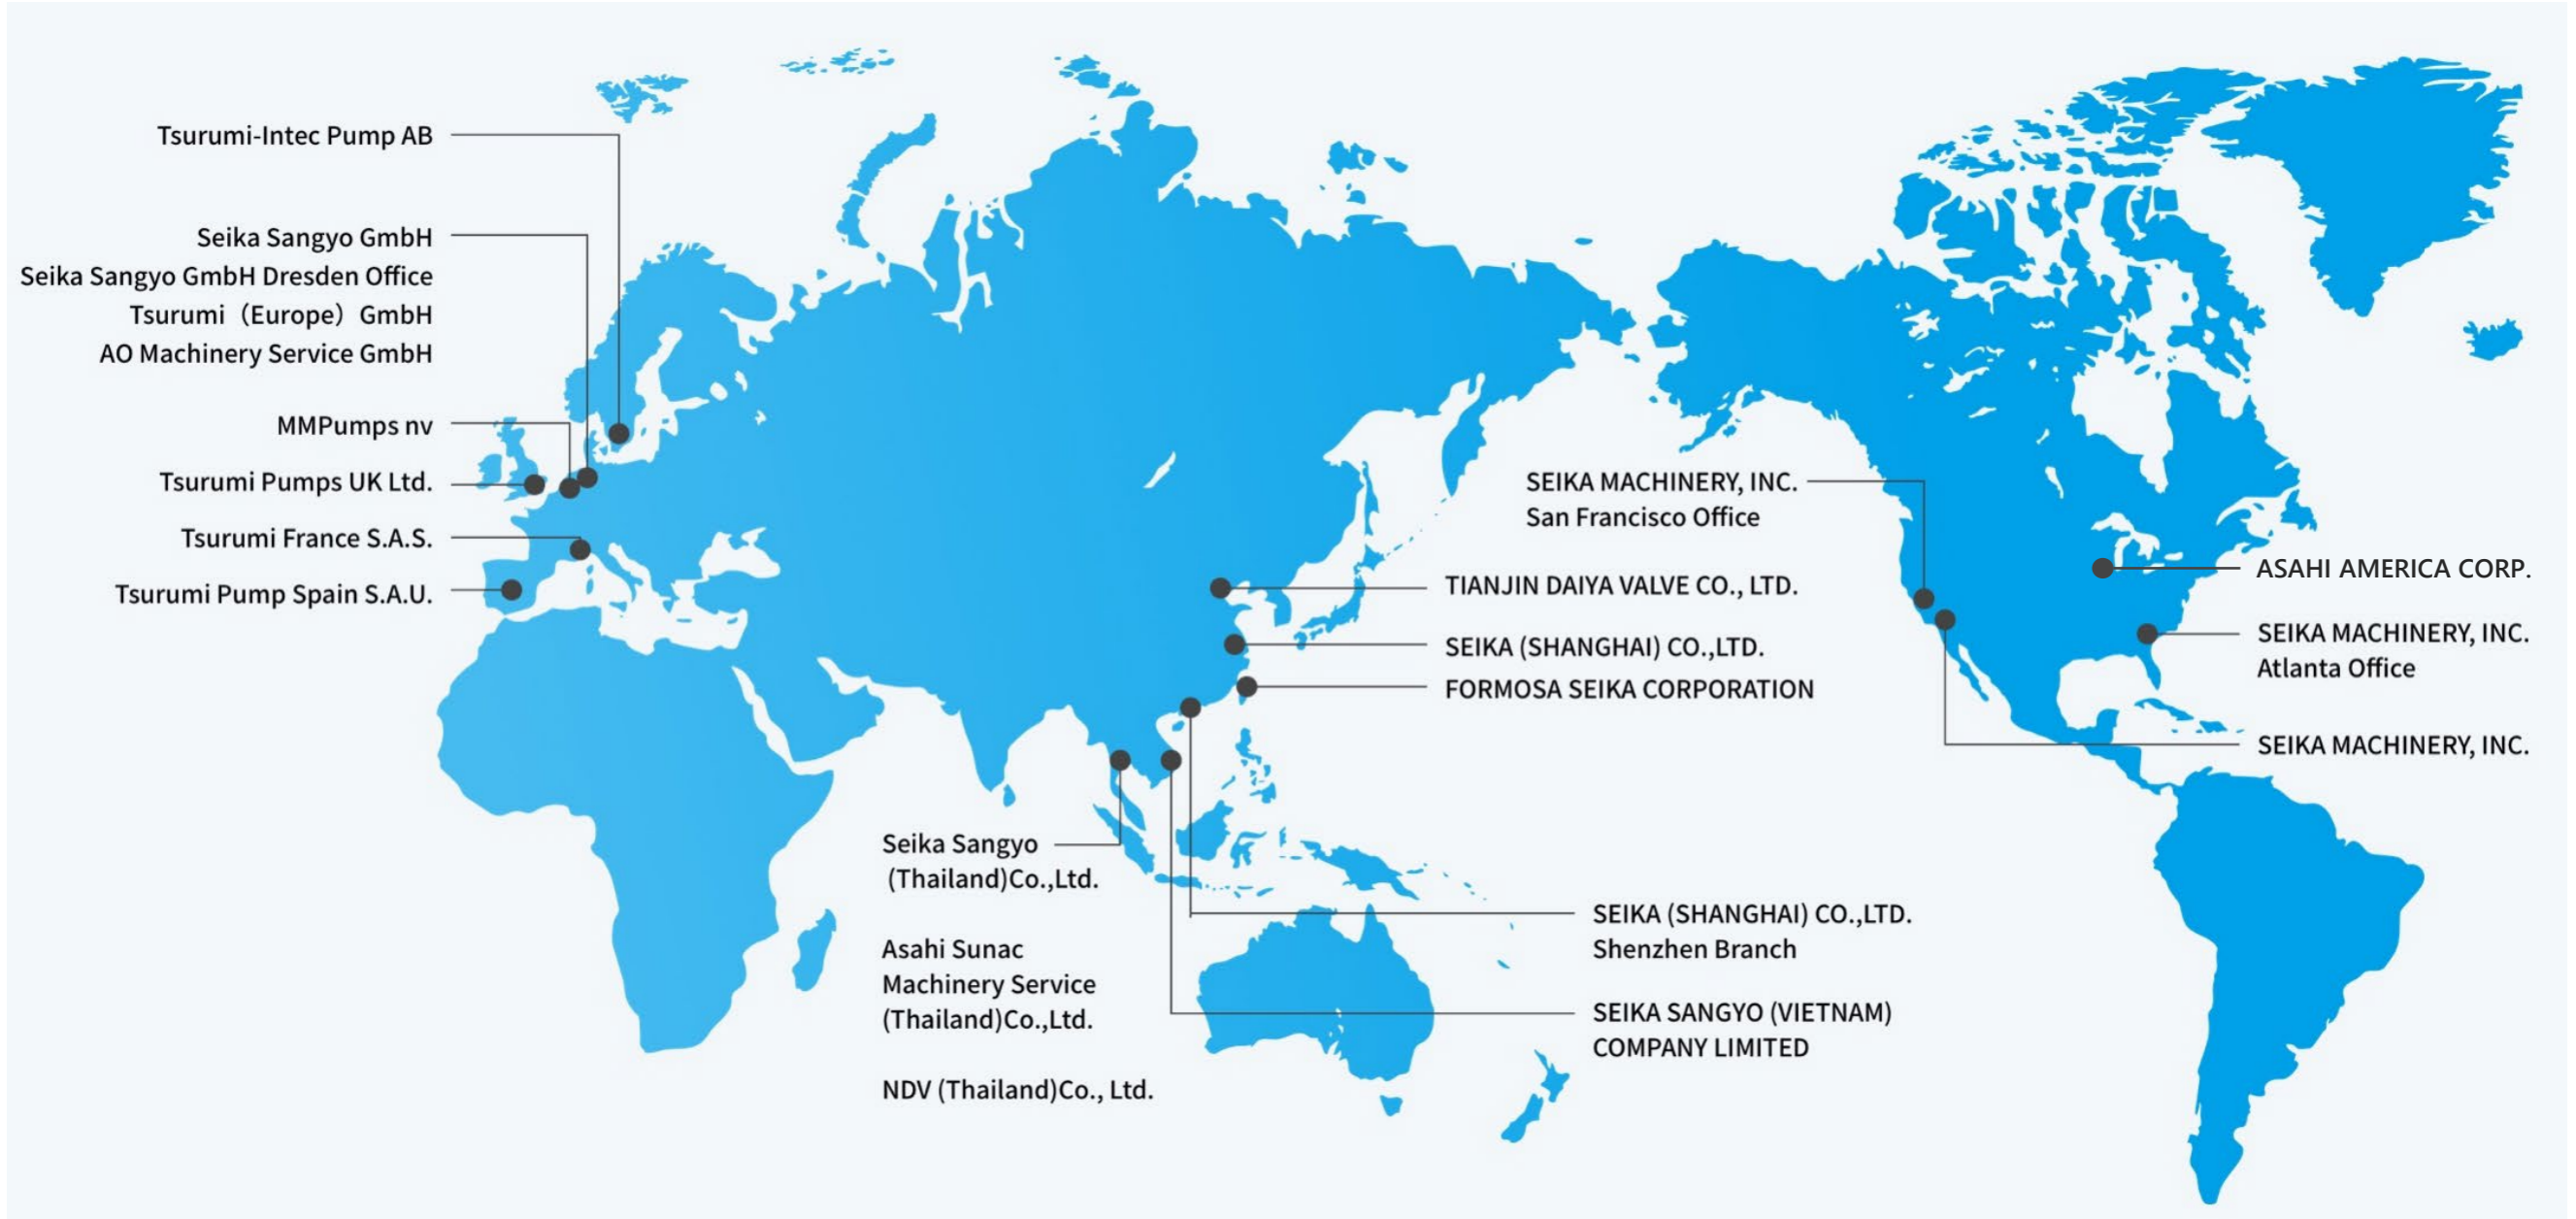 Tsurumi-Intec Pump AB
Seika Sangyo GmbH
Seika Sangyo GmbH Dresden Office
Tsurumi（Europe）GmbH
AO Machinery Service GmbH
MMPumps nv
Tsurumi Pumps UK Ltd.
Tsurumi France S.A.S.
Tsurumi Pump Spain S.A.U.
Seika Sangyo
(Thailand)Co.,Ltd.
Asahi Sunac
Machinery Service
(Thailand)Co.,Ltd.
NDV (Thailand)Co., Ltd.
SEIKA MACHINERY, INC.
San Francisco Office
TIANJIN DAIYA VALVE CO., LTD.
SEIKA (SHANGHAI) CO.,LTD.
FORMOSA SEIKA CORPORATION
SEIKA (SHANGHAI) CO.,LTD.
Shenzhen Branch
SEIKA SANGYO (VIETNAM)
COMPANY LIMITED
ASAHI AMERICA CORP.
SEIKA MACHINERY, INC.
Atlanta Office
SEIKA MACHINERY, INC.